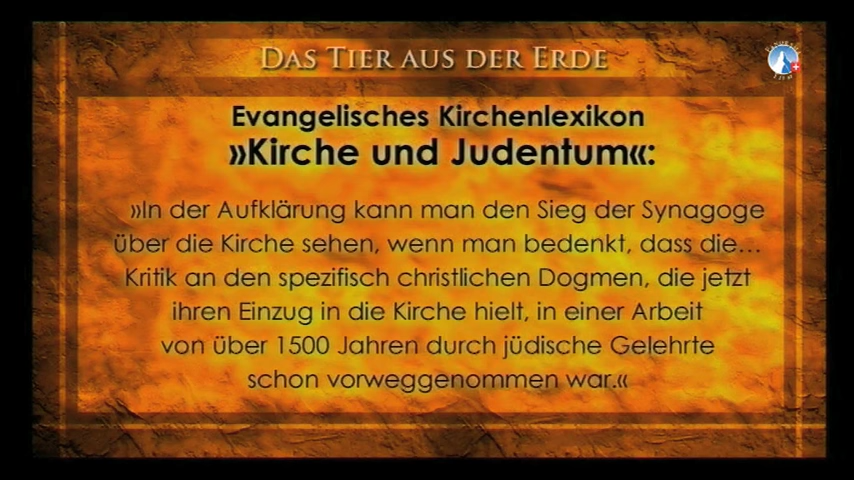 Das Tier aus der Erde
Evangelisches Kirchenlexikon
»Kirche und Judentum«:
»In der Aufklärung kann man den Sieg der Synagoge
über die Kirche sehen, wenn man bedenkt, dass die…
Kritik an den spezifisch christlichen Dogmen, die jetzt
ihren Einzug in die Kirche hielt, in einer Arbeit
von über 1500 Jahren durch jüdische Gelehrte
schon vorweggenommen war.«